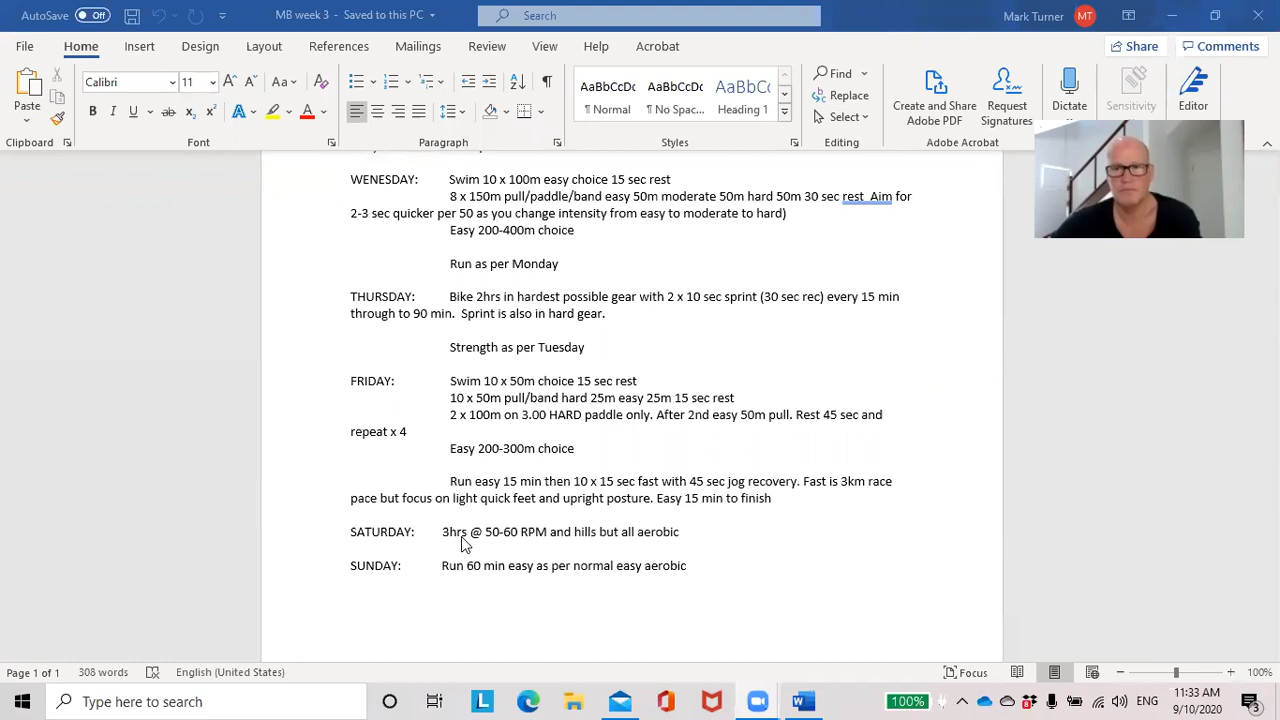 AutoSave Off MB week 3 - Saved to this PC Search Mark Turner MT
File Home Insert Design Layout References Mailings Review View Help Acrobat Share Comments
Calibri 11 Aa AaBbCcDc AaBbCcDc AaBbCc Find
Replace
Select
Paste B I U ab x A A ¶ Normal ¶ No Spac... Heading 1 Create and Share Adobe PDF Request Signatures Dictate Sensitivity Editor
Clipboard Font Paragraph Styles Editing Adobe Acrobat
WENESDAY: Swim 10 x 100m easy choice 15 sec rest
8 x 150m pull/paddle/band easy 50m moderate 50m hard 50m 30 sec rest Aim for
2-3 sec quicker per 50 as you change intensity from easy to moderate to hard)
Easy 200-400m choice
Run as per Monday
THURSDAY: Bike 2hrs in hardest possible gear with 2 x 10 sec sprint (30 sec rec) every 15 min
through to 90 min. Sprint is also in hard gear.
Strength as per Tuesday
FRIDAY: Swim 10 x 50m choice 15 sec rest
10 x 50m pull/band hard 25m easy 25m 15 sec rest
2 x 100m on 3.00 HARD paddle only. After 2nd easy 50m pull. Rest 45 sec and
repeat x 4
Easy 200-300m choice
Run easy 15 min then 10 x 15 sec fast with 45 sec jog recovery. Fast is 3km race
pace but focus on light quick feet and upright posture. Easy 15 min to finish
SATURDAY: 3hrs @ 50-60 RPM and hills but all aerobic
SUNDAY: Run 60 min easy as per normal easy aerobic
Page 1 of 1 308 words English (United States) Focus 100%
Type here to search L 100% 8 11:33 AM
9/10/2020 3